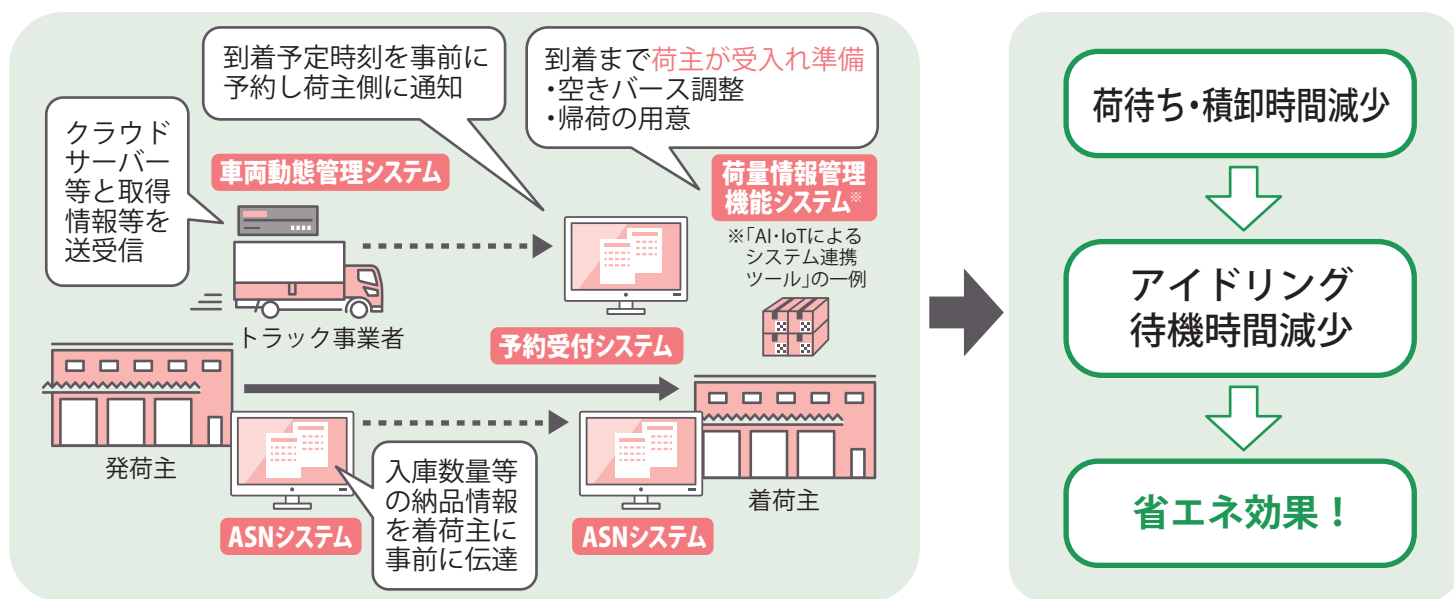 到着予定時刻を事前に
予約し荷主側に通知
到着まで荷主が受入れ準備
・空きバース調整
・帰荷の用意
クラウド
サーバー
等と取得
情報等を
送受信
車両動態管理システム
荷量情報管理
機能システム※
※「AI・IoTによる
システム連携
ツール」の一例
トラック事業者
予約受付システム
発荷主
入庫数量等
の納品情報
を着荷主に
事前に伝達
着荷主
ASNシステム
ASNシステム
荷待ち・積卸時間減少
アイドリング
待機時間減少
省エネ効果！